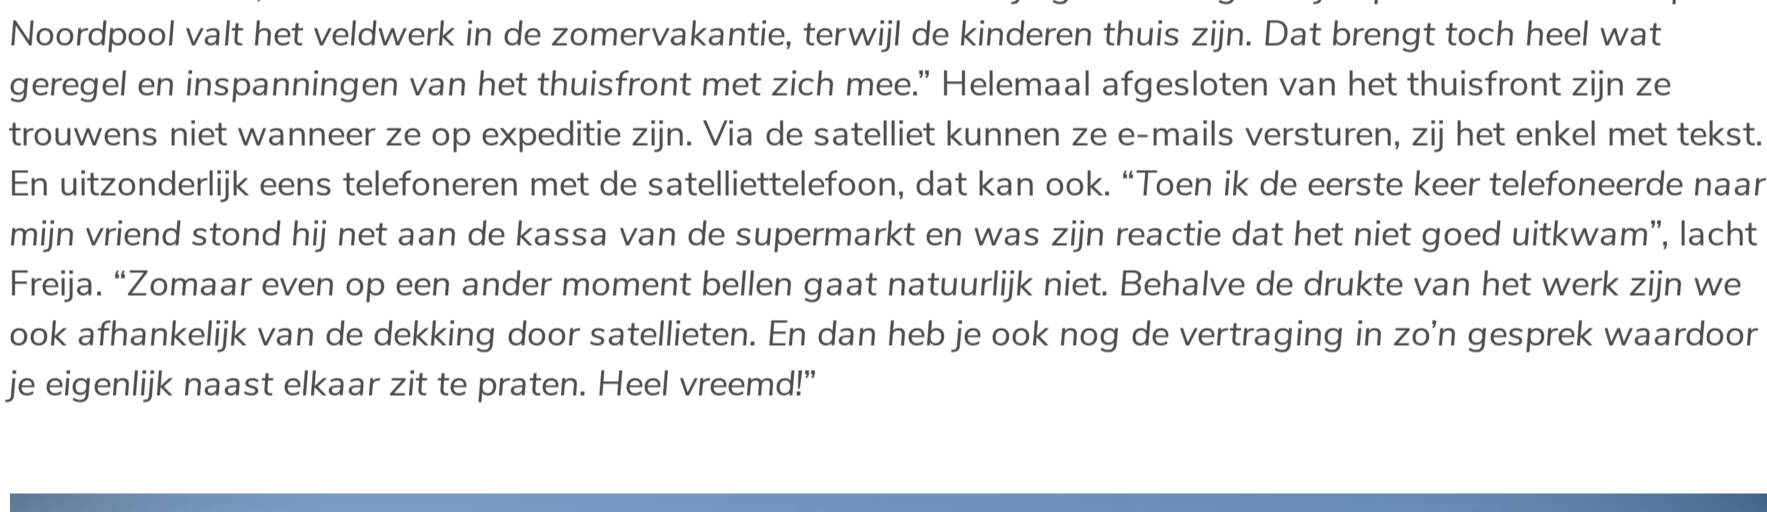 Noordpool valt het veldwerk in de zomervakantie, terwijl de kinderen thuis zijn. Dat brengt toch heel wat
geregel en inspanningen van het thuisfront met zich mee.” Helemaal afgesloten van het thuisfront zijn ze
trouwens niet wanneer ze op expeditie zijn. Via de satelliet kunnen ze e-mails versturen, zij het enkel met tekst.
En uitzonderlijk eens telefoneren met de satelliettelefoon, dat kan ook. “Toen ik de eerste keer telefoneerde naar
mijn vriend stond hij net aan de kassa van de supermarkt en was zijn reactie dat het niet goed uitkwam”, lacht
Freija. “Zomaar even op een ander moment bellen gaat natuurlijk niet. Behalve de drukte van het werk zijn we
ook afhankelijk van de dekking door satellieten. En dan heb je ook nog de vertraging in zo’n gesprek waardoor
je eigenlijk naast elkaar zit te praten. Heel vreemd!”